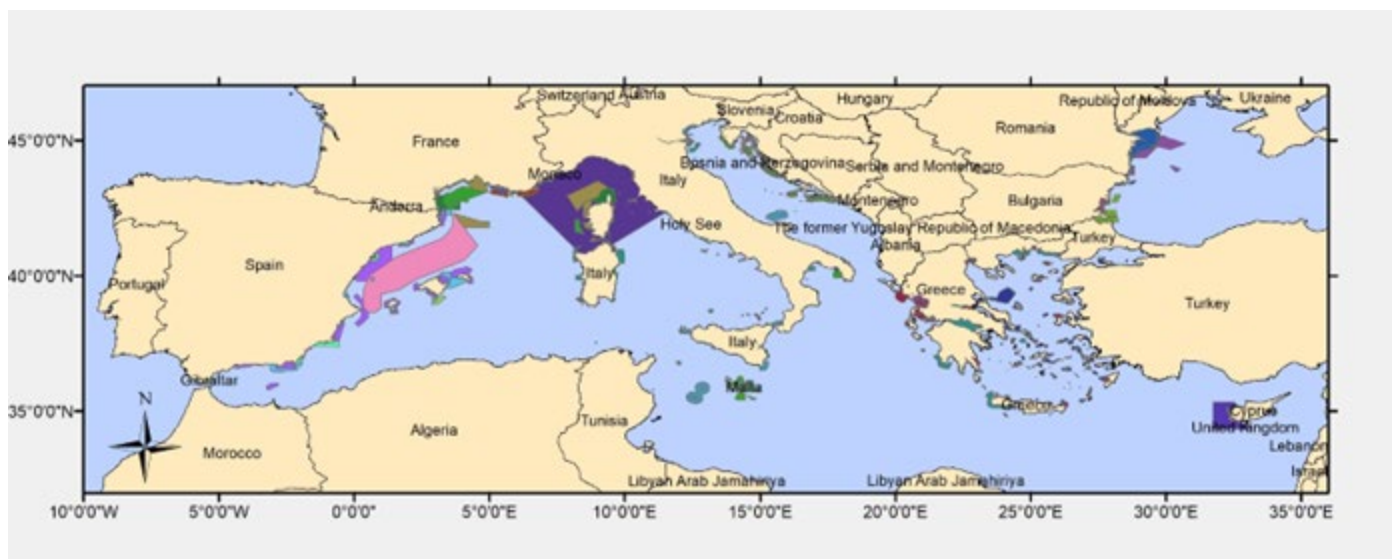 Switzerland Austria
Hungary
Republic of Moldova
Ukraine
Slovenia
Croatia
Romania
45°0'0"N
France
Bosnia and Herzegovina
Serbia and Montenegro
Monaco
Italy
Andorra
Montenegro
Bulgaria
Holy See
The former Yugoslav Republic of Macedonia
Turkey
Albania
40°0'0"N
Spain
Italy
Portugal
Greece
Turkey
Italy
Gibraltar
Malta
N
35°0'0"N
Greece
Cyprus
United Kingdom
Tunisia
Algeria
Morocco
Lebanon
Israel
Libyan Arab Jamahiriya
Libyan Arab Jamahiriya
10°0'0"W
5°0'0"W
0°0'0"
5°0'0"E
10°0'0"E
15°0'0"E
20°0'0"E
25°0'0"E
30°0'0"E
35°0'0"E